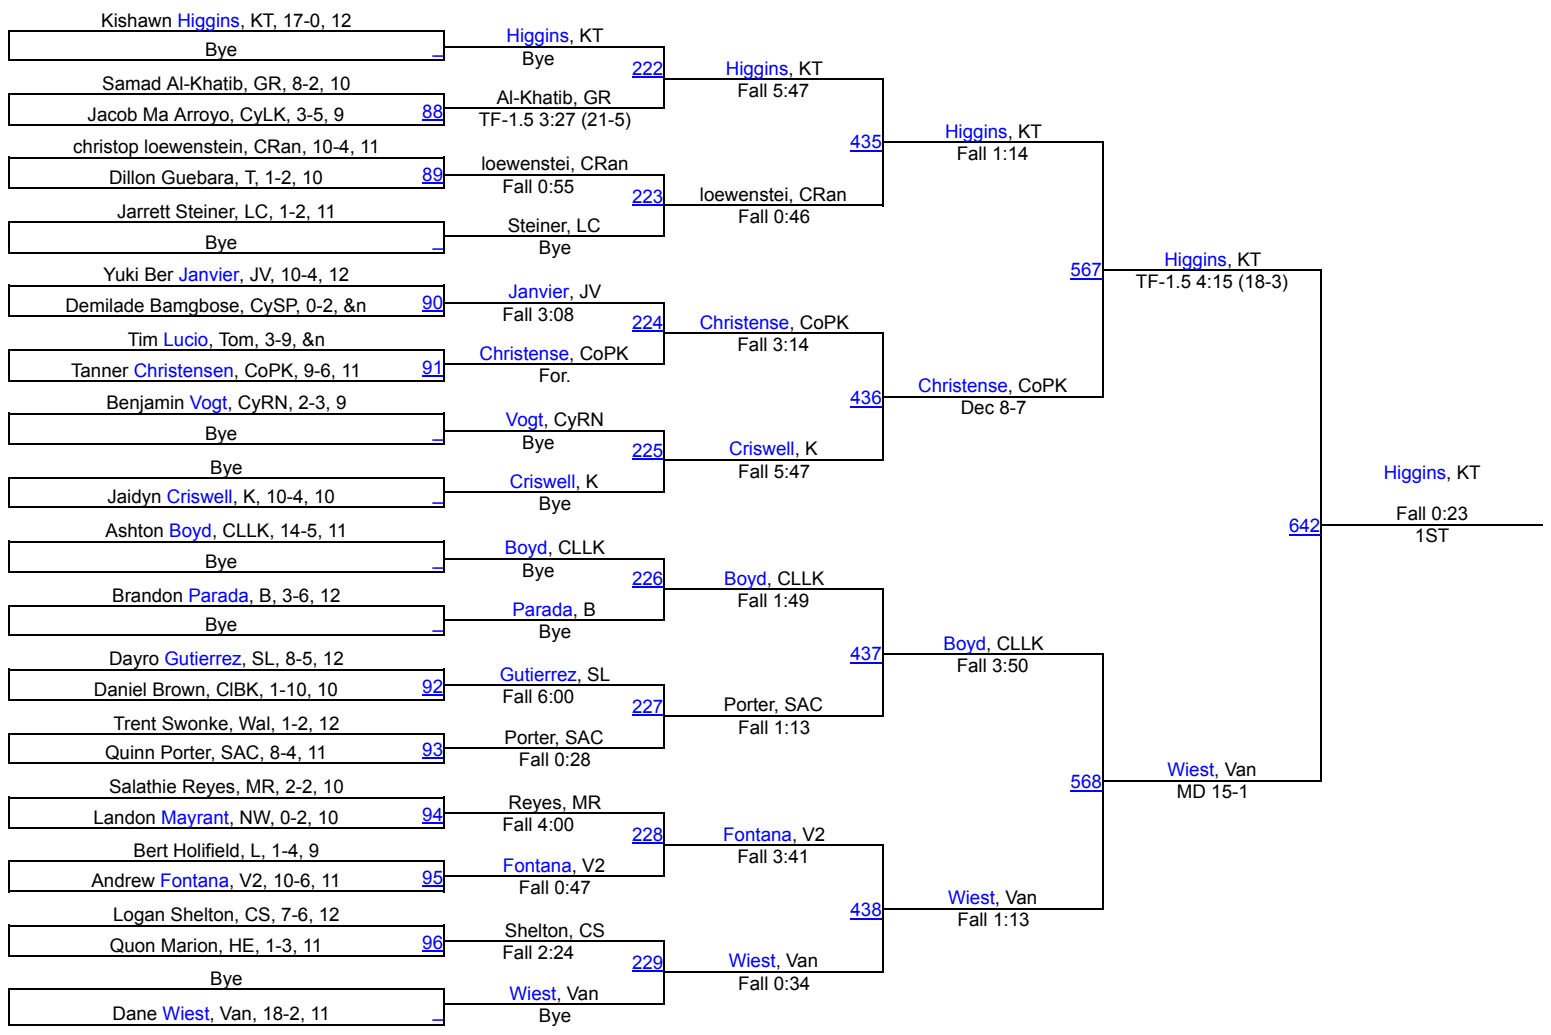 Kishawn Higgins, KT, 17-0, 12
Bye
Samad Al-Khatib, GR, 8-2, 10
Jacob Ma Arroyo, CyLK, 3-5, 9
88
christop loewenstein, CRan, 10-4, 11
Dillon Guebara, T, 1-2, 10
89
Jarrett Steiner, LC, 1-2, 11
Bye
Yuki Ber Janvier, JV, 10-4, 12
Demilade Bamgbose, CySP, 0-2, &n
90
Tim Lucio, Tom, 3-9, &n
Tanner Christensen, CoPK, 9-6, 11
91
Benjamin Vogt, CyRN, 2-3, 9
Bye
Bye
Jaidyn Criswell, K, 10-4, 10
Ashton Boyd, CLLK, 14-5, 11
Bye
Brandon Parada, B, 3-6, 12
Bye
Dayro Gutierrez, SL, 8-5, 12
Daniel Brown, ClBK, 1-10, 10
92
Trent Swonke, Wal, 1-2, 12
Quinn Porter, SAC, 8-4, 11
93
Salathie Reyes, MR, 2-2, 10
Landon Mayrant, NW, 0-2, 10
94
Bert Holifield, L, 1-4, 9
Andrew Fontana, V2, 10-6, 11
95
Logan Shelton, CS, 7-6, 12
Quon Marion, HE, 1-3, 11
96
Bye
Dane Wiest, Van, 18-2, 11
Higgins, KT
Bye
222
Al-Khatib, GR
TF-1.5 3:27 (21-5)
loewenstei, CRan
Fall 0:55
223
Steiner, LC
Bye
Janvier, JV
Fall 3:08
224
Christense, CoPK
For.
Vogt, CyRN
Bye
225
Criswell, K
Bye
Boyd, CLLK
Bye
226
Parada, B
Bye
Gutierrez, SL
Fall 6:00
227
Porter, SAC
Fall 0:28
Reyes, MR
Fall 4:00
228
Fontana, V2
Fall 0:47
Shelton, CS
Fall 2:24
229
Wiest, Van
Bye
Higgins, KT
Fall 5:47
435
loewenstei, CRan
Fall 0:46
Christense, CoPK
Fall 3:14
436
Criswell, K
Fall 5:47
Boyd, CLLK
Fall 1:49
437
Porter, SAC
Fall 1:13
Fontana, V2
Fall 3:41
438
Wiest, Van
Fall 0:34
Higgins, KT
Fall 1:14
567
Christense, CoPK
Dec 8-7
Boyd, CLLK
Fall 3:50
568
Wiest, Van
Fall 1:13
Higgins, KT
TF-1.5 4:15 (18-3)
642
Wiest, Van
MD 15-1
Higgins, KT
Fall 0:23
1ST